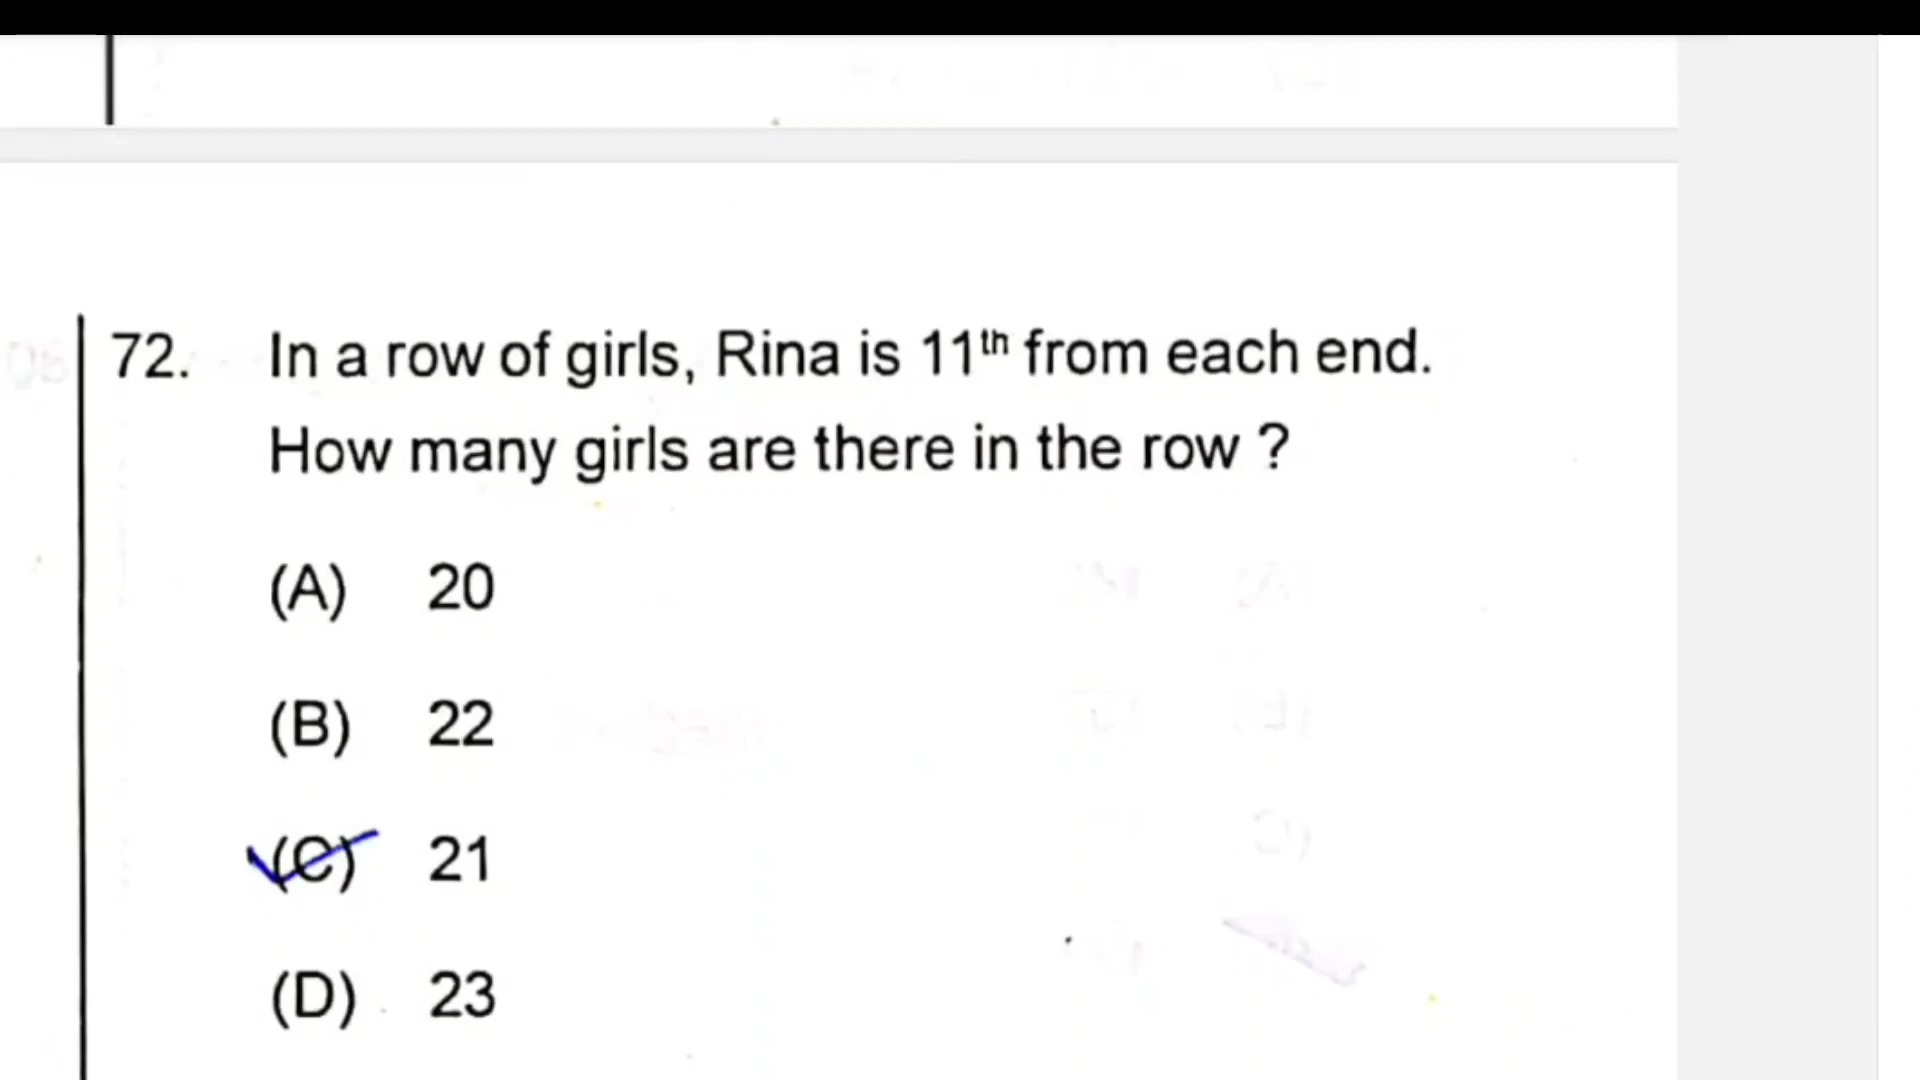 72. In a row of girls, Rina is 11th from each end.
How many girls are there in the row ?
(A) 20
(B) 22
(C) 21
(D) 23